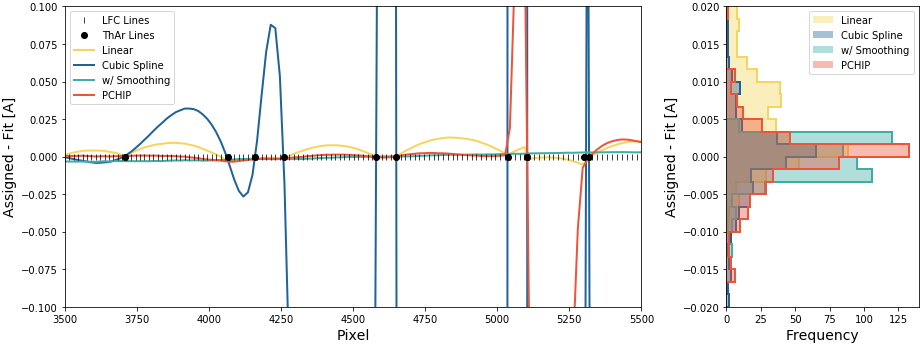 0.100
0.075
0.050
0.025
0.000
−0.025
−0.050
−0.075
−0.100
Assigned - Fit [A]
LFC Lines
ThAr Lines
Linear
Cubic Spline
w/ Smoothing
PCHIP
3500 3750 4000 4250 4500 4750 5000 5250 5500
Pixel
0.020
0.015
0.010
0.005
0.000
−0.005
−0.010
−0.015
−0.020
Assigned - Fit [A]
Linear
Cubic Spline
w/ Smoothing
PCHIP
0 25 50 75 100 125
Frequency